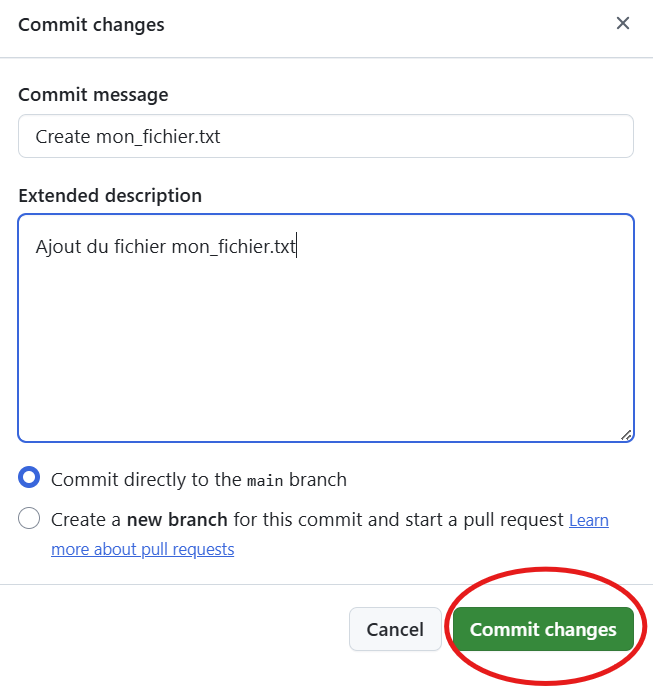 Commit changes
Commit message
Create mon_fichier.txt
Extended description
Ajout du fichier mon_fichier.txt
Commit directly to the main branch
Create a new branch for this commit and start a pull request Learn
more about pull requests
Cancel
Commit changes